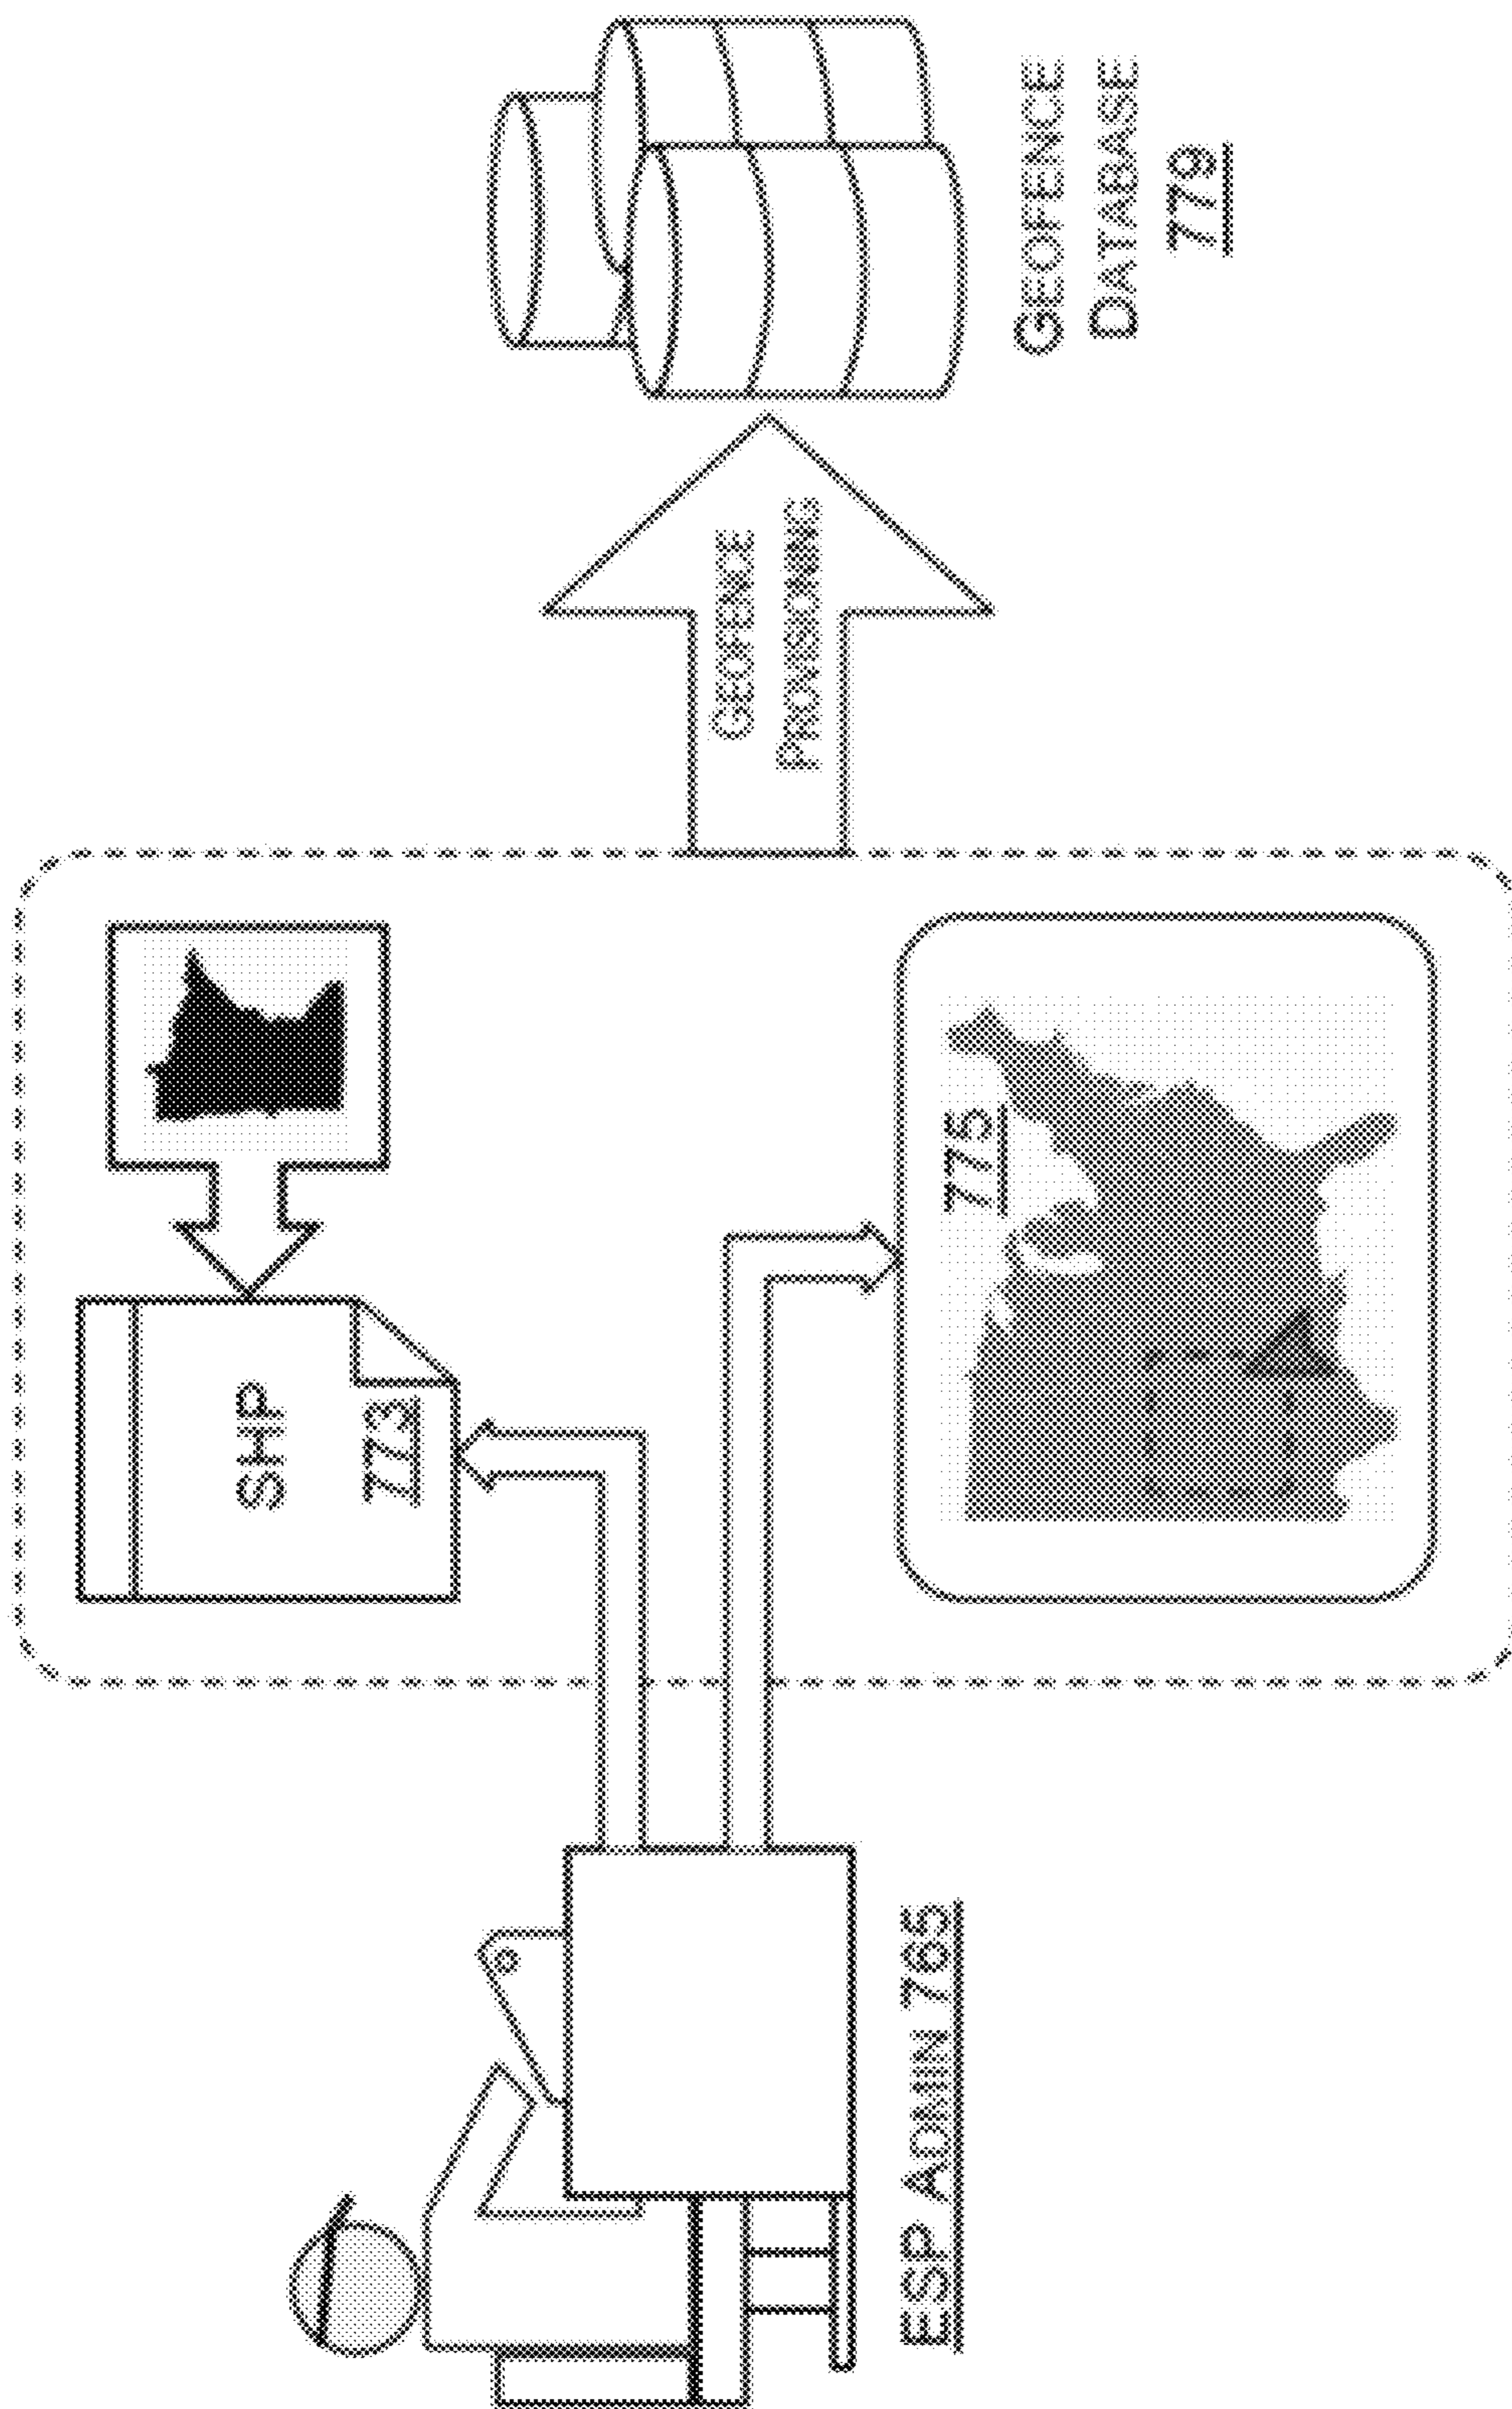 ESP ADMIN 765
SHP
773
775
GEOFENCE
PROVISIONING
GEOFENCE
DATABASE
779